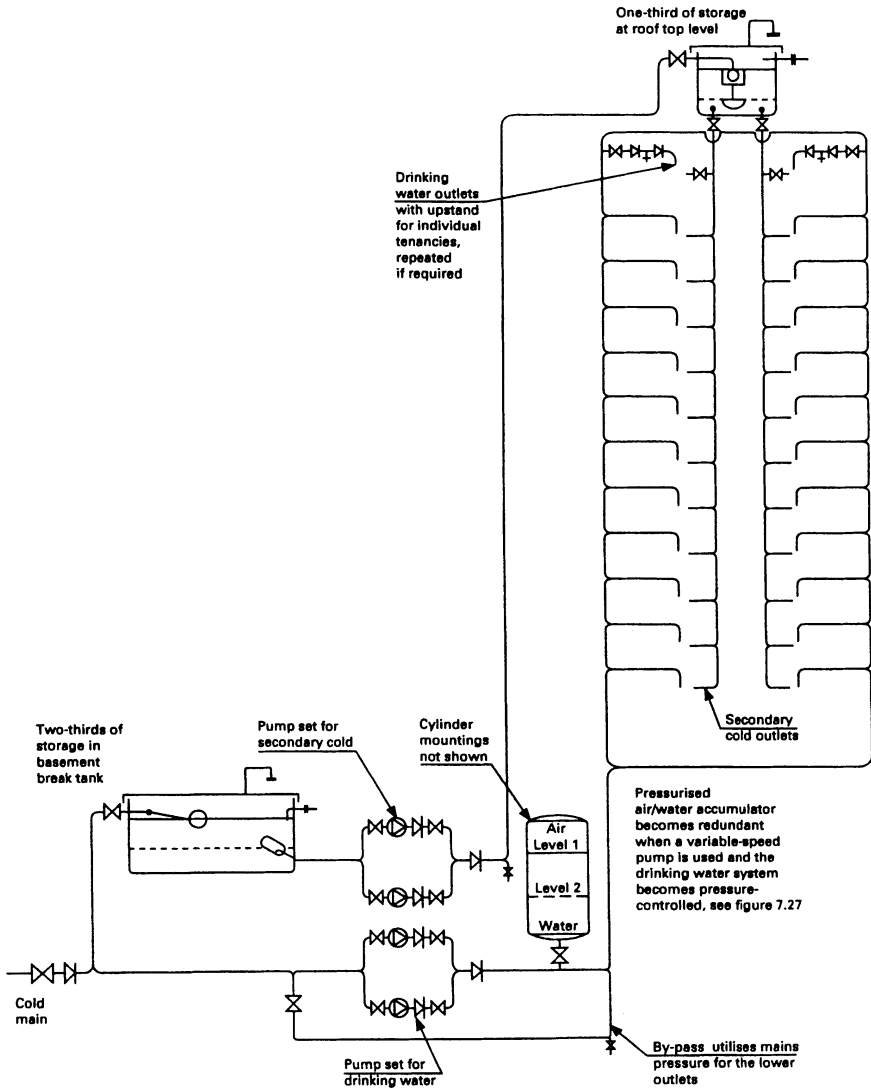 One-third of storage
at roof top level
Drinking
water outlets
with upstand
for individual
tenancies,
repeated
if required
Two-thirds of
storage in
basement
break tank
Pump set for
secondary cold
Cylinder
mountings
not shown
Secondary
cold outlets
Air
Level 1
Level 2
Water
Pressurised
air/water accumulator
becomes redundant
when a variable-speed
pump is used and the
drinking water system
becomes pressure-
controlled, see figure 7.27
Cold
main
Pump set for
drinking water
By-pass utilises mains
pressure for the lower
outlets